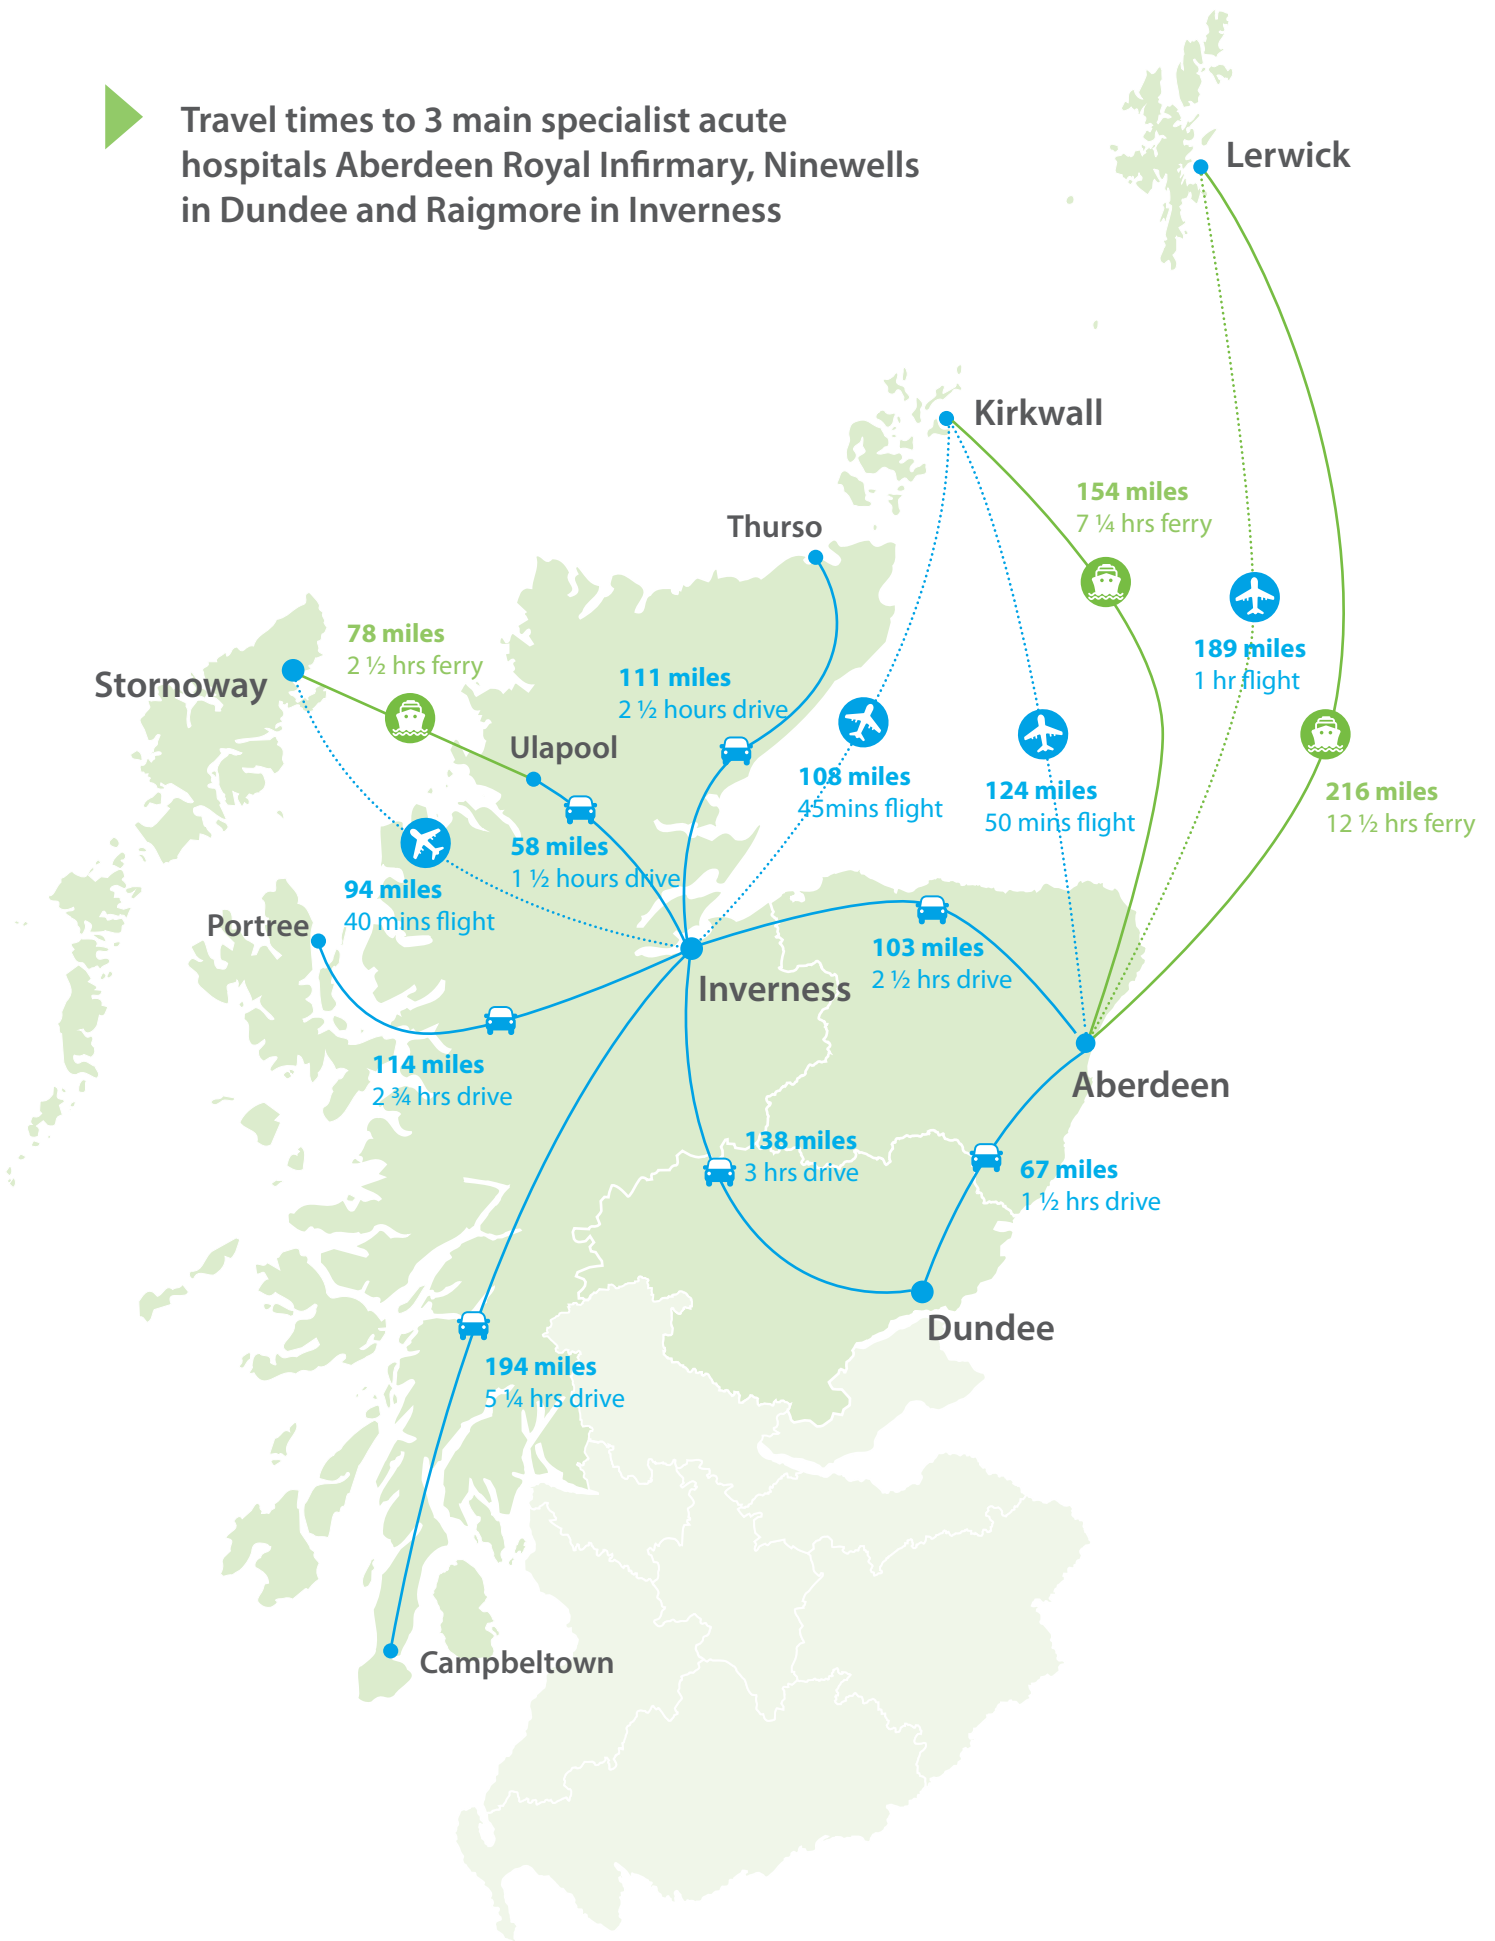 Travel times to 3 main specialist acute
hospitals Aberdeen Royal Infirmary, Ninewells
in Dundee and Raigmore in Inverness
Lerwick
Kirkwall
154 miles
7 ¼ hrs ferry
Thurso
78 miles
2 ½ hrs ferry
189 miles
1 hr flight
Stornoway
111 miles
2 ½ hours drive
Ulapool
108 miles
45mins flight
124 miles
50 mins flight
216 miles
12 ½ hrs ferry
58 miles
1 ½ hours drive
94 miles
40 mins flight
Portree
103 miles
2 ½ hrs drive
Inverness
114 miles
2 ¾ hrs drive
Aberdeen
138 miles
3 hrs drive
67 miles
1 ½ hrs drive
Dundee
194 miles
5 ¼ hrs drive
Campbeltown